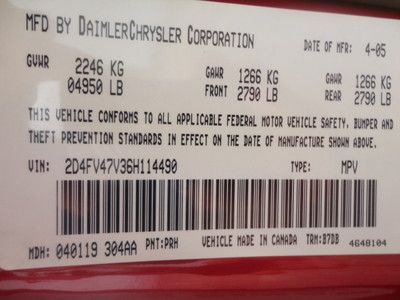 MFD BY DAIMLERCHRYSLER CORPORATION DATE OF MFR: 4-05
GVWR 2246 KG GAWR 1266 KG GAWR 1266 KG
04950 LB FRONT 2790 LB REAR 2790 LB
THIS VEHICLE CONFORMS TO ALL APPLICABLE FEDERAL MOTOR VEHICLE SAFETY, BUMPER AND
THEFT PREVENTION STANDARDS IN EFFECT ON THE DATE OF MANUFACTURE SHOWN ABOVE.
VIN: 2D4FV47V36H114490 TYPE: MPV
MDH: 040119 304AA PNT:PRH VEHICLE MADE IN CANADA TRM:B7DB 4648104